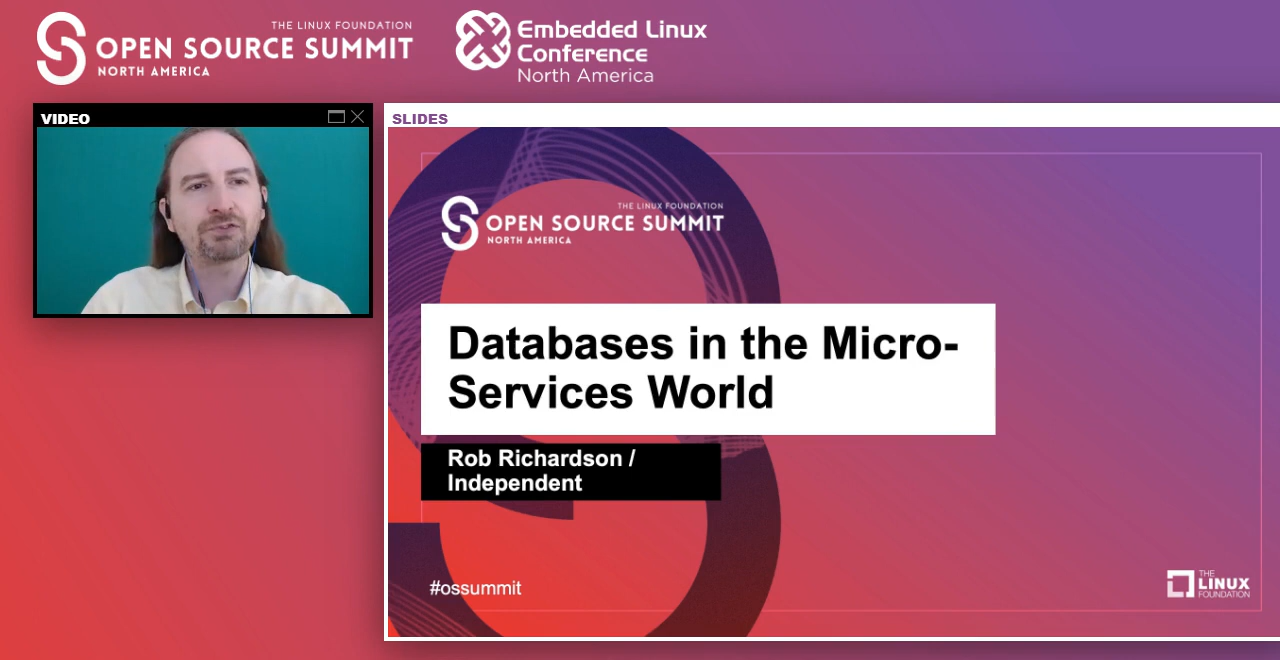 THE LINUX FOUNDATION
OPEN SOURCE SUMMIT
NORTH AMERICA
Embedded Linux
Conference
North America
VIDEO
SLIDES
THE LINUX FOUNDATION
OPEN SOURCE SUMMIT
NORTH AMERICA
Databases in the Micro-
Services World
Rob Richardson /
Independent
#ossummit
THE
LINUX
FOUNDATION